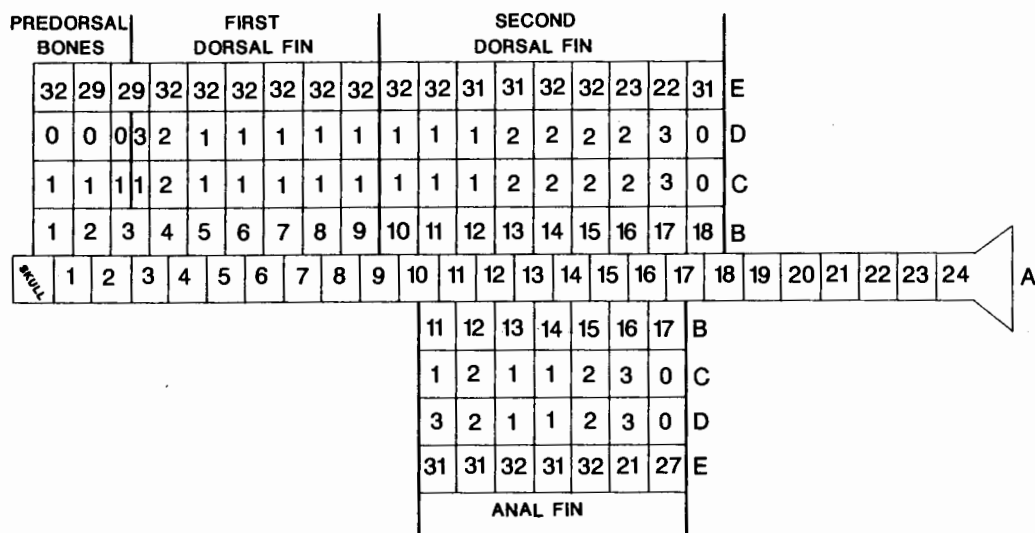 PREDORSAL BONES FIRST DORSAL FIN SECOND DORSAL FIN
32 29 29 32 32 32 32 32 32 32 32 31 31 32 32 23 22 31 E
0 0 0 3 2 1 1 1 1 1 1 1 1 2 2 2 2 3 0 D
1 1 1 1 2 1 1 1 1 1 1 1 1 2 2 2 2 3 0 C
1 2 3 4 5 6 7 8 9 10 11 12 13 14 15 16 17 18 B
SKULL 1 2 3 4 5 6 7 8 9 10 11 12 13 14 15 16 17 18 19 20 21 22 23 24 A
11 12 13 14 15 16 17 B
1 2 1 1 2 3 0 C
3 2 1 1 2 3 0 D
31 31 32 31 32 21 27 E
ANAL FIN